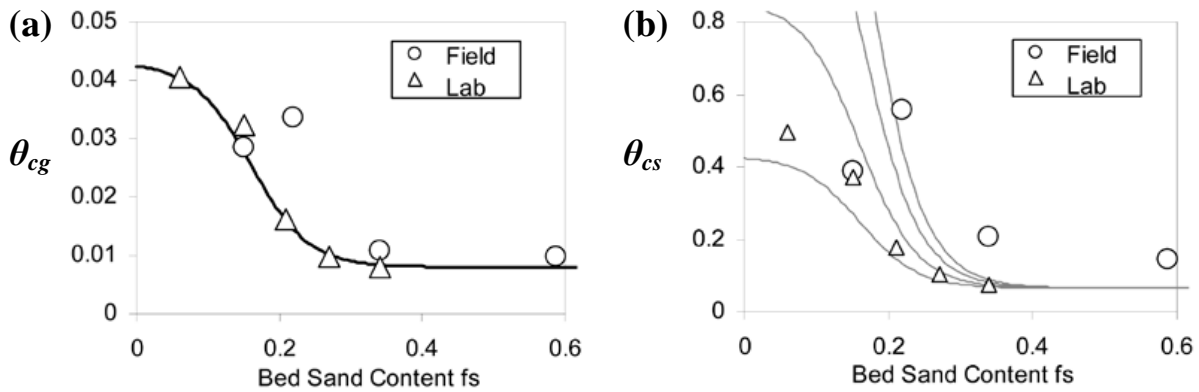 (a)
0.05
0.04
0.03
0.02
0.01
0
θcg
Field
Lab
0 0.2 0.4 0.6
Bed Sand Content fs
(b)
0.8
0.6
0.4
0.2
0
θcs
Field
Lab
0 0.2 0.4 0.6
Bed Sand Content fs